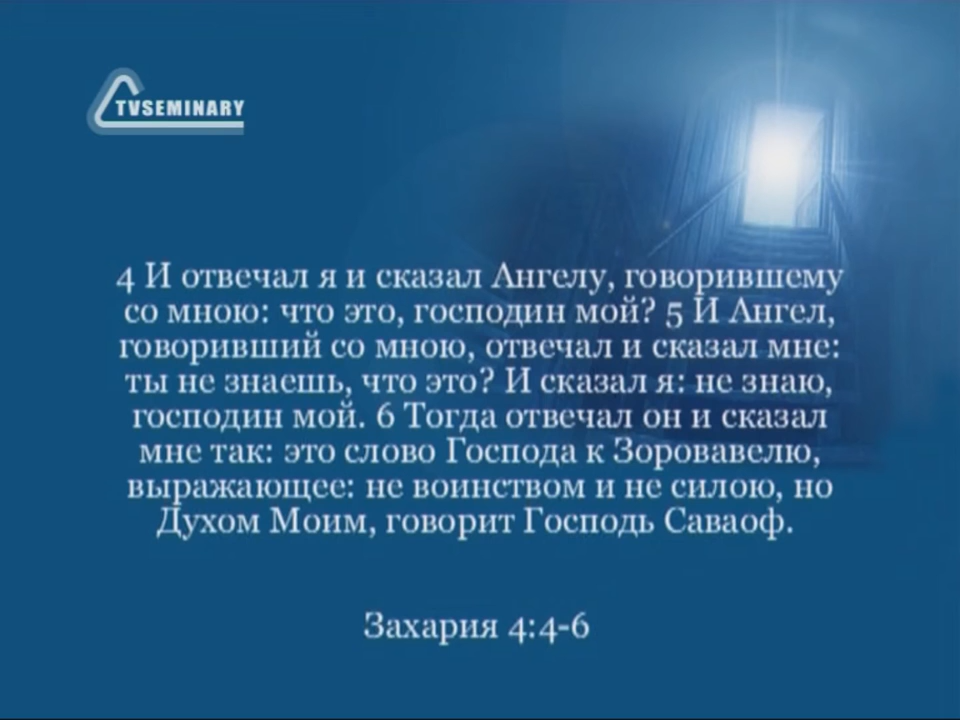 TVSEMINARY
4 И отвечал я и сказал Ангелу, говорившему
со мною: что это, господин мой? 5 И Ангел,
говоривший со мною, отвечал и сказал мне:
ты не знаешь, что это? И сказал я: не знаю,
господин мой. 6 Тогда отвечал он и сказал
мне так: это слово Господа к Зоровавелю,
выражающее: не воинством и не силою, но
Духом Моим, говорит Господь Саваоф.
Захария 4:4-6